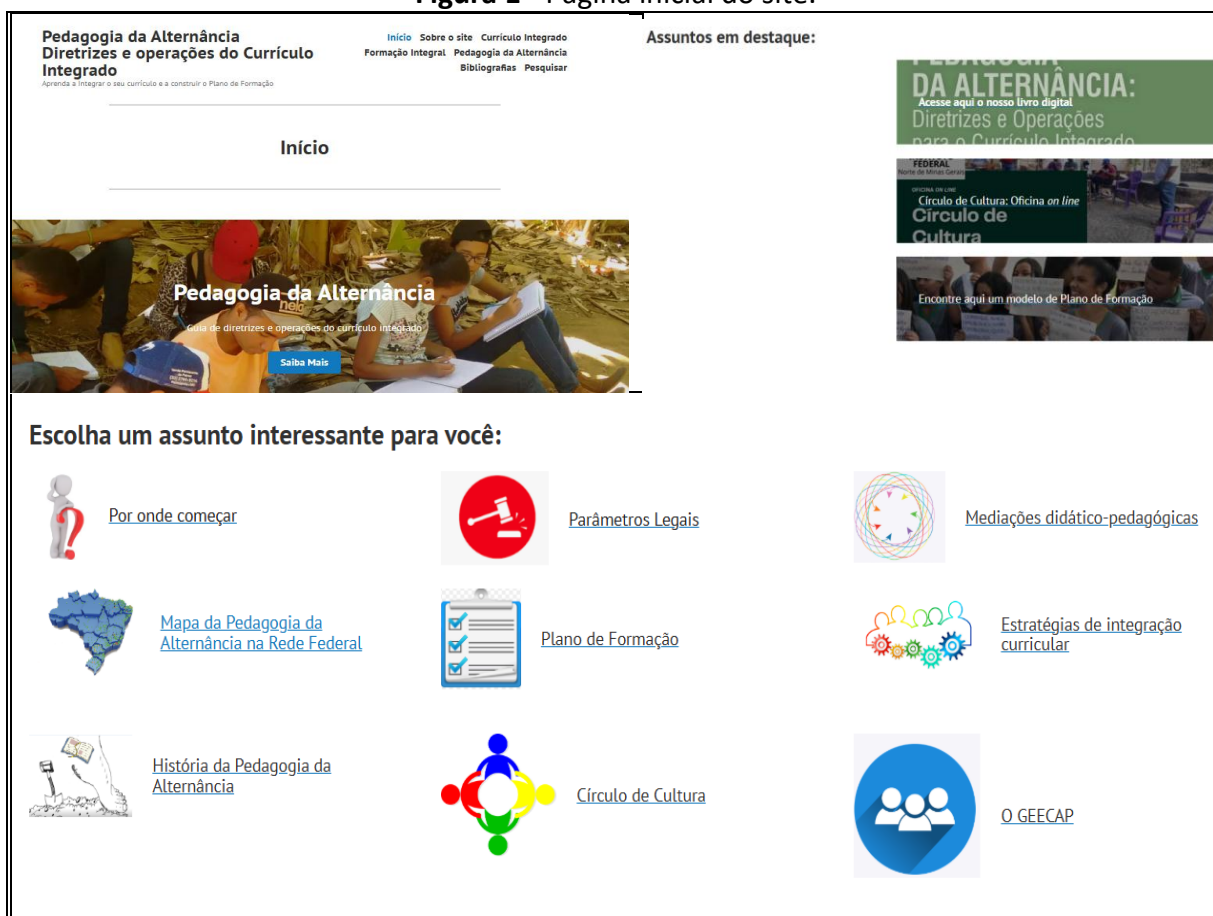 Figura 1 - Página inicial do site.
Pedagogia da Alternância
Diretrizes e operações do Currículo
Integrado
Aprenda a integrar o seu currículo e a construir o Plano de Formação
Início Sobre o site Currículo Integrado
Formação Integral Pedagogia da Alternância
Bibliografias Pesquisar
Início
Pedagogia da Alternância
Guia de diretrizes e operações do currículo integrado
Saiba Mais
Assuntos em destaque:
PEDAGOGIA
DA ALTERNÂNCIA:
Acesse aqui o nosso livro digital
Diretrizes e Operações
para o Currículo Integrado
FEDERAL
Norte de Minas Gerais
OFICINA ON LINE
Círculo de Cultura: Oficina on line
Círculo de
Cultura
Encontre aqui um modelo de Plano de Formação
Escolha um assunto interessante para você:
Por onde começar
Parâmetros Legais
Mediações didático-pedagógicas
Mapa da Pedagogia da
Alternância na Rede Federal
Plano de Formação
Estratégias de integração
curricular
História da Pedagogia da
Alternância
Círculo de Cultura
O GEECAP